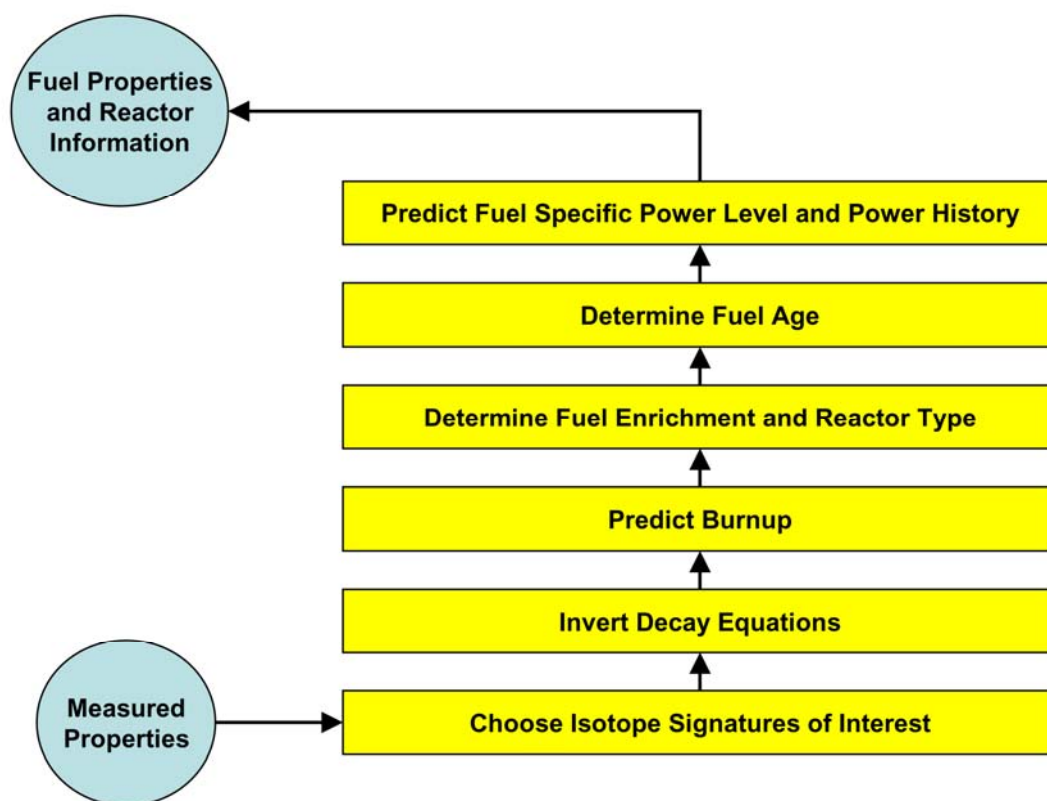 Fuel Properties
and Reactor
Information
Predict Fuel Specific Power Level and Power History
Determine Fuel Age
Determine Fuel Enrichment and Reactor Type
Predict Burnup
Invert Decay Equations
Measured
Properties
Choose Isotope Signatures of Interest